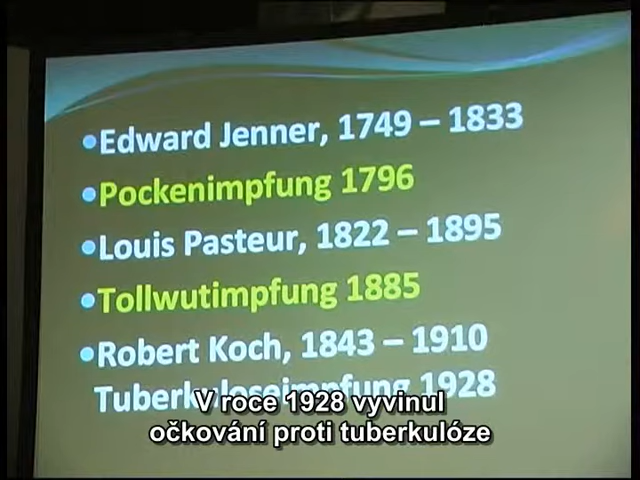 •Edward Jenner, 1749 – 1833
•Pockenimpfung 1796
•Louis Pasteur, 1822 – 1895
•Tollwutimpfung 1885
•Robert Koch, 1843 – 1910
Tuberkuloseimpfung 1928
V roce 1928 vyvinul
očkování proti tuberkulóze